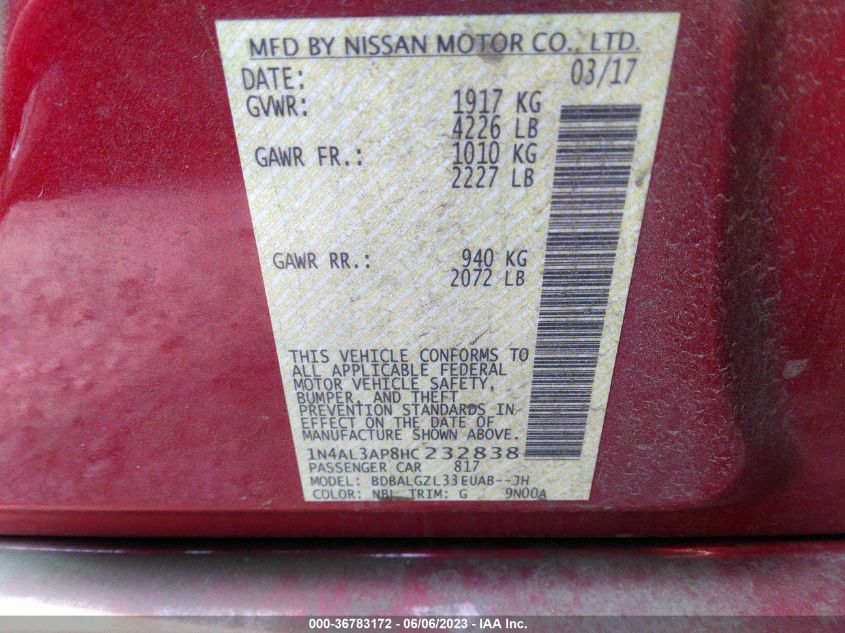 MFD BY NISSAN MOTOR CO., LTD.
DATE: 03/17
GVWR: 1917 KG
4226 LB
GAWR FR.: 1010 KG
2227 LB
GAWR RR.: 940 KG
2072 LB
THIS VEHICLE CONFORMS TO
ALL APPLICABLE FEDERAL
MOTOR VEHICLE SAFETY,
BUMPER, AND THEFT
PREVENTION STANDARDS IN
EFFECT ON THE DATE OF
MANUFACTURE SHOWN ABOVE.
1N4AL3AP8HC232838
PASSENGER CAR 817
MODEL: BDBALGZL33EUAB--JH
COLOR: NBL TRIM: G 9N00A
000-36783172 - 06/06/2023 - IAAI - Copart, Inc.